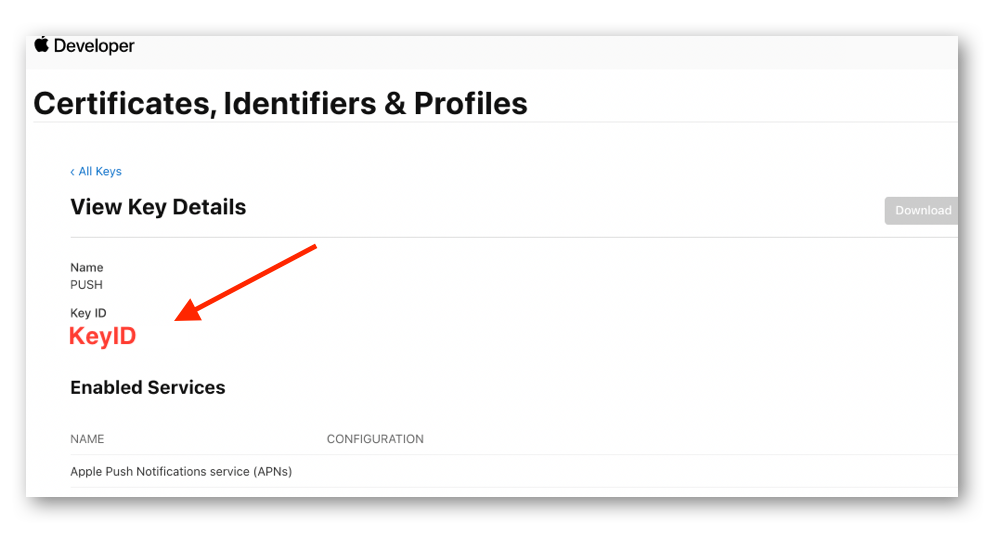 Developer
Certificates, Identifiers & Profiles
‹ All Keys
View Key Details
Download
Name
PUSH
Key ID
KeyID
Enabled Services
NAME CONFIGURATION
Apple Push Notifications service (APNs)